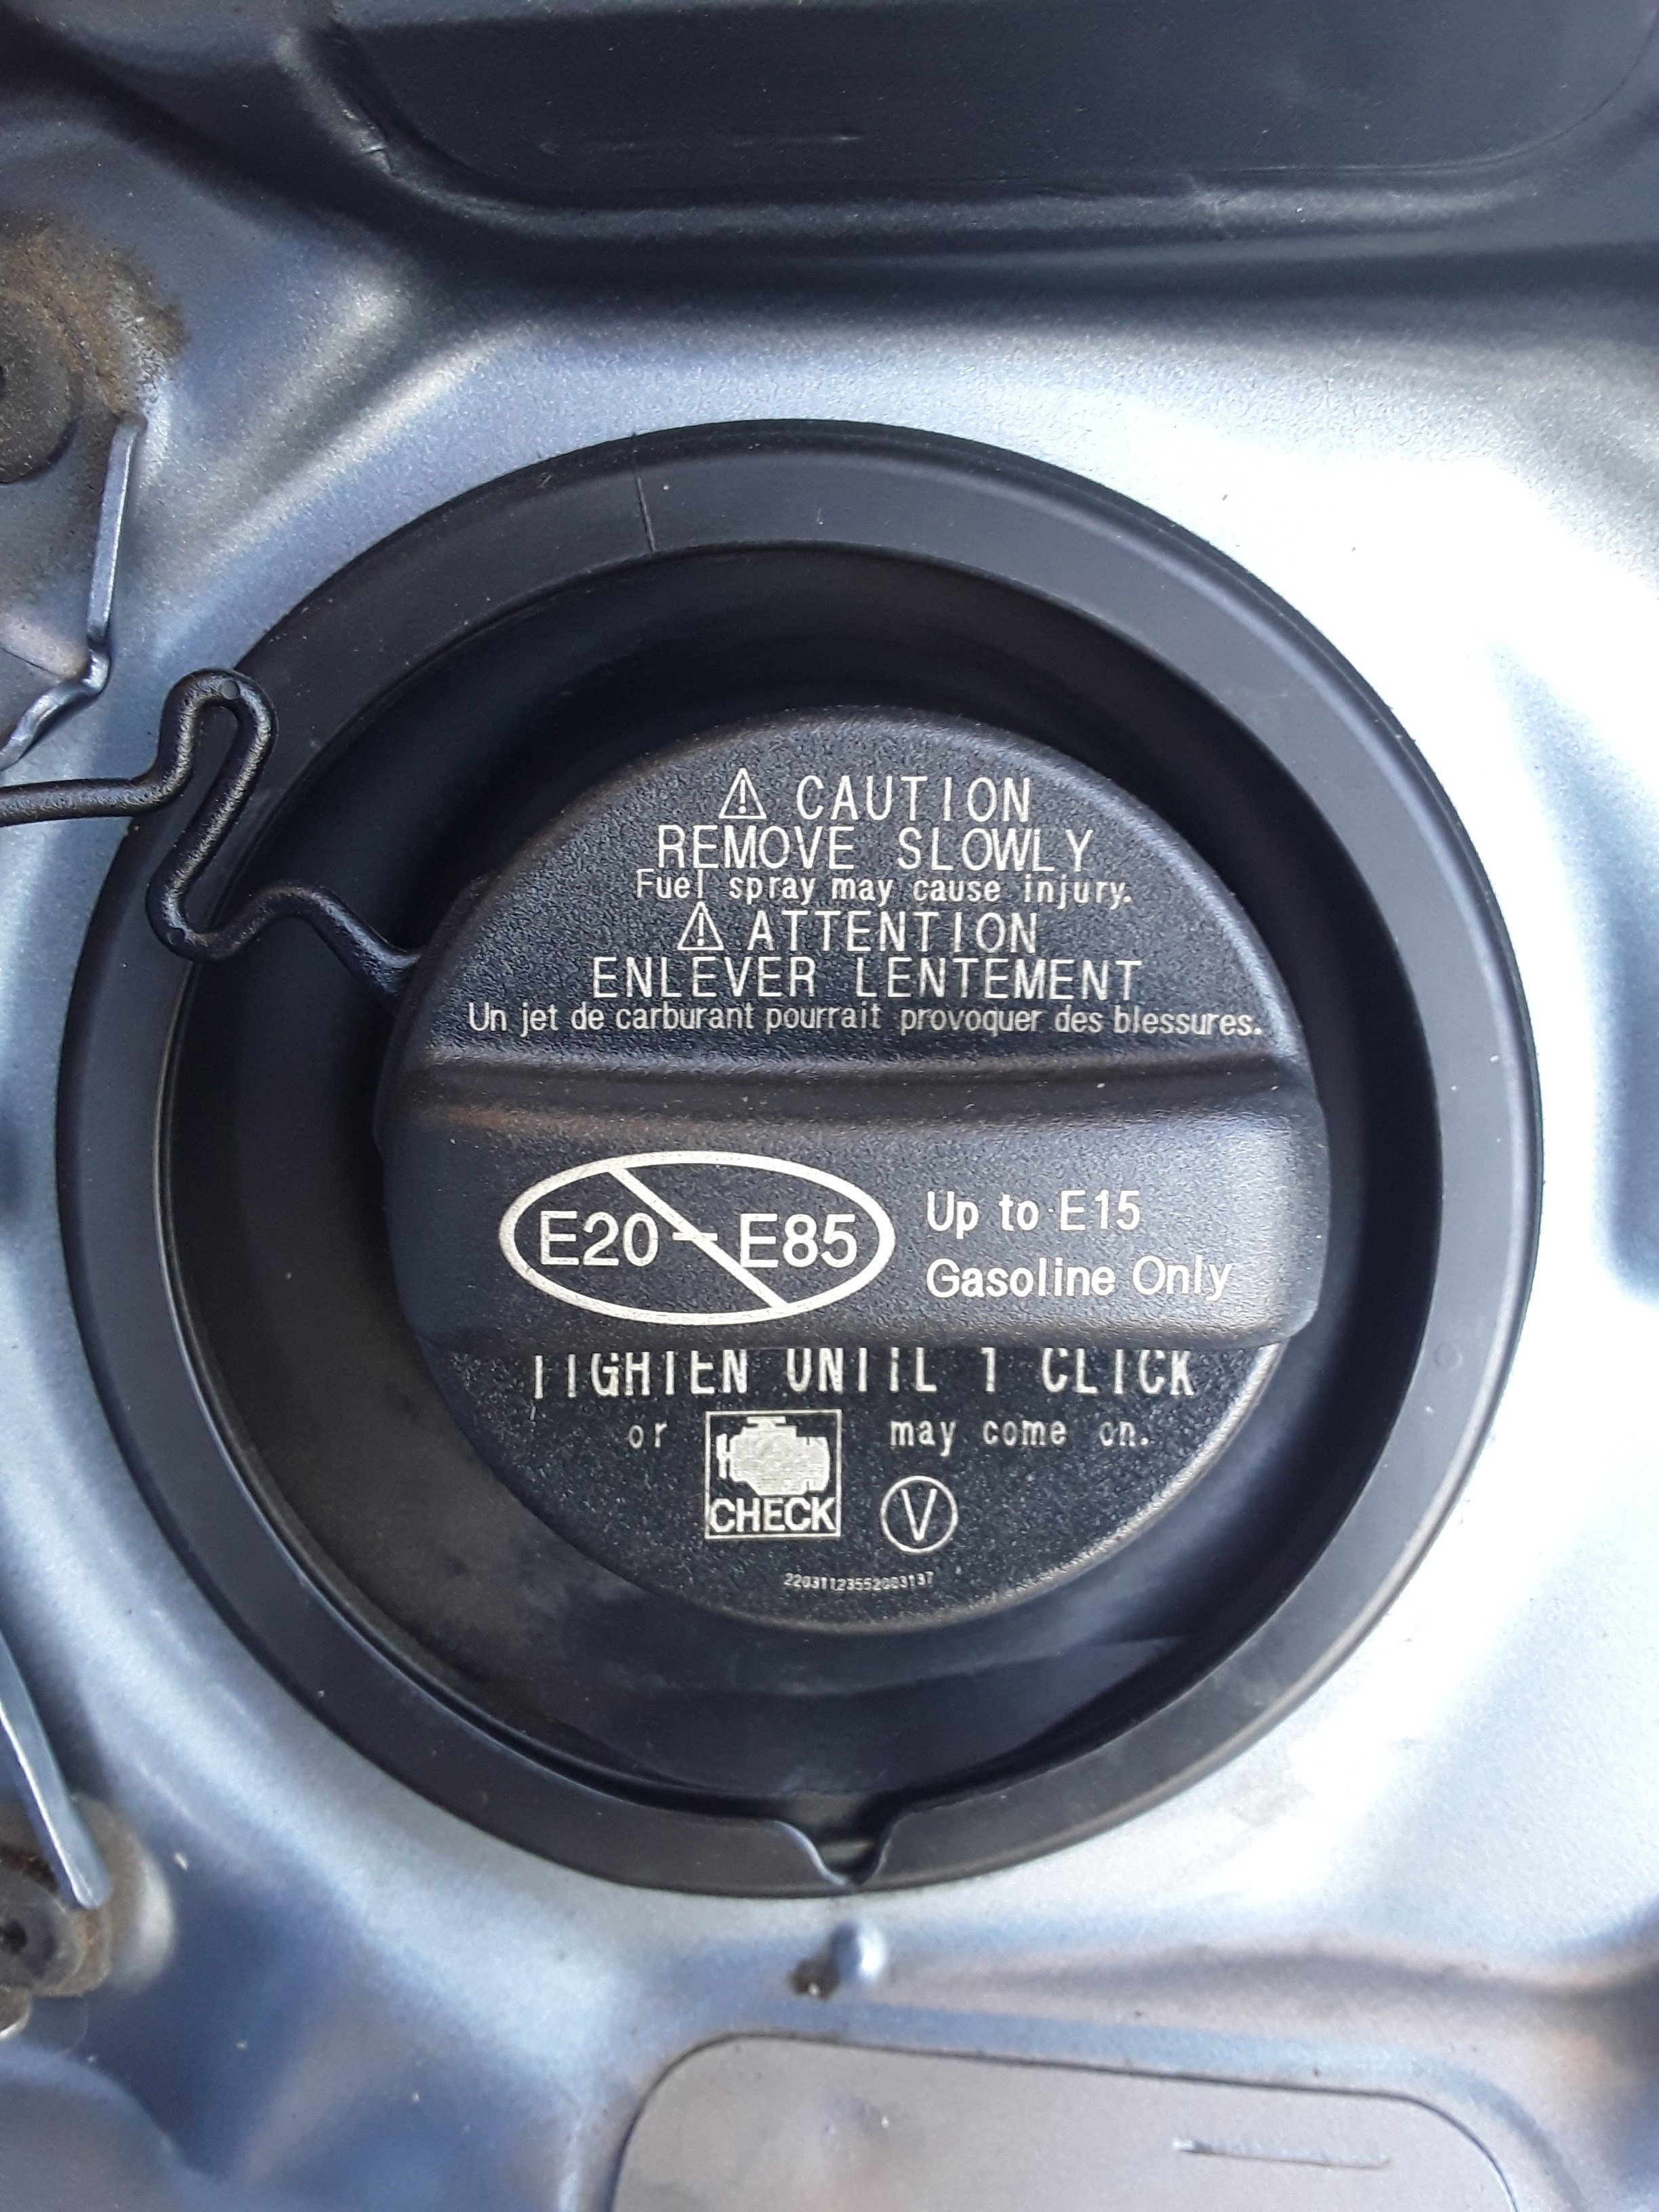 ⚠ CAUTION
REMOVE SLOWLY
Fuel spray may cause injury.
⚠ ATTENTION
ENLEVER LENTEMENT
Un jet de carburant pourrait provoquer des blessures.
E20-E85
Up to E15
Gasoline Only
TIGHTEN UNTIL 1 CLICK
or CHECK may come on.
V